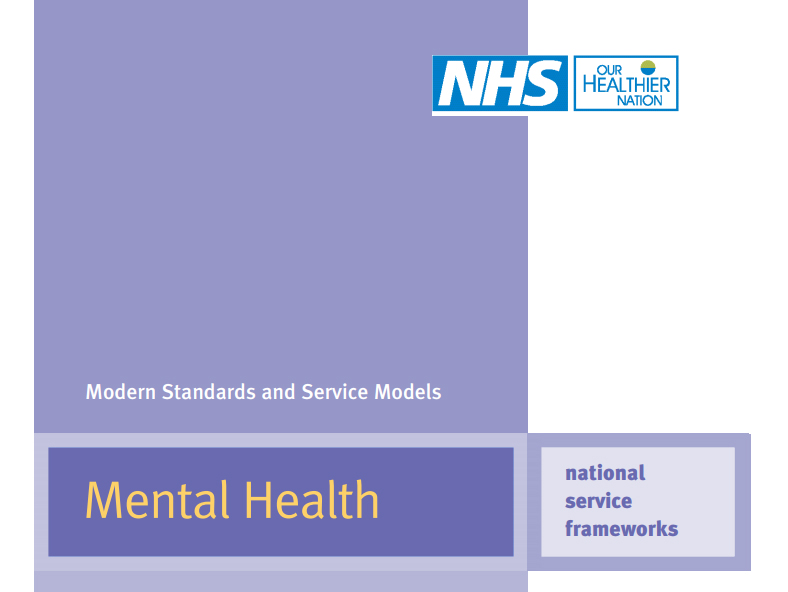 NHS
OUR
HEALTHIER
NATION
Modern Standards and Service Models
Mental Health
national
service
frameworks